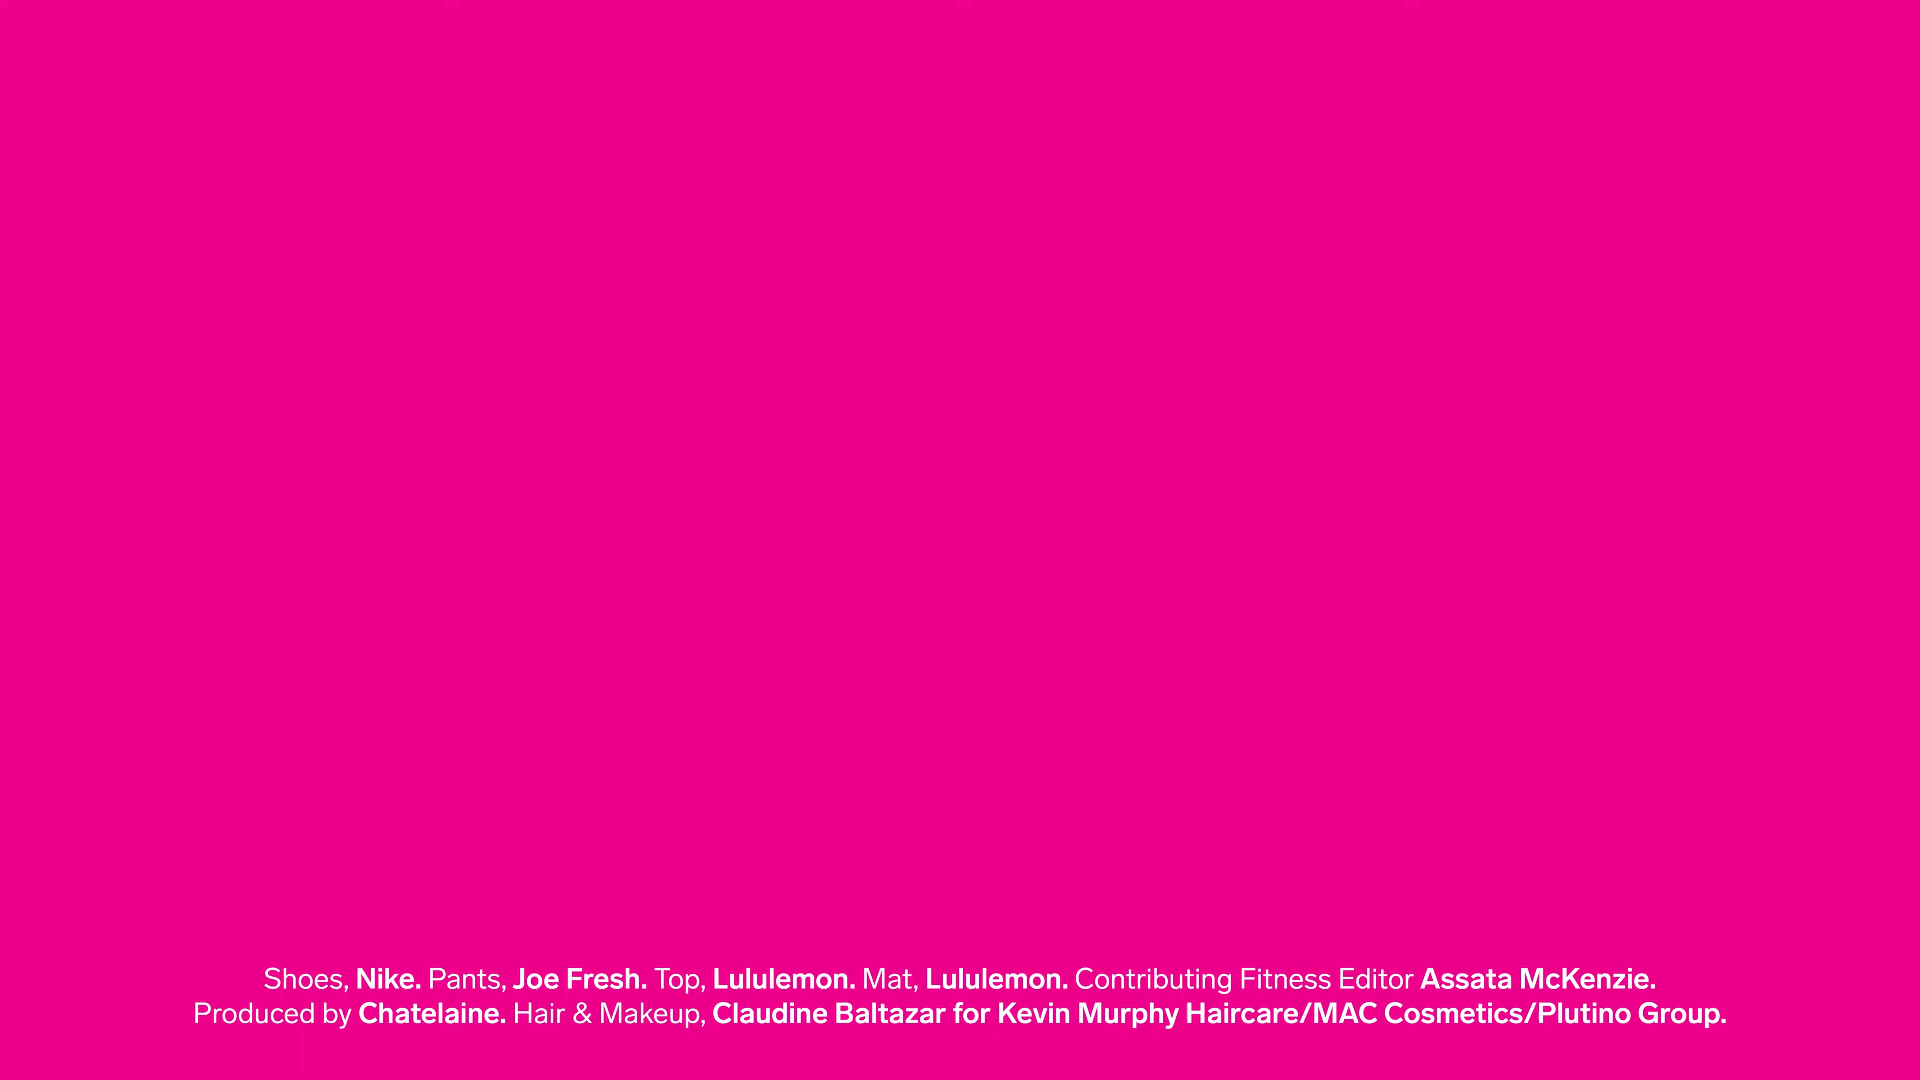 Shoes, Nike. Pants, Joe Fresh. Top, Lululemon. Mat, Lululemon. Contributing Fitness Editor Assata McKenzie.
Produced by Chatelaine. Hair & Makeup, Claudine Baltazar for Kevin Murphy Haircare/MAC Cosmetics/Plutino Group.